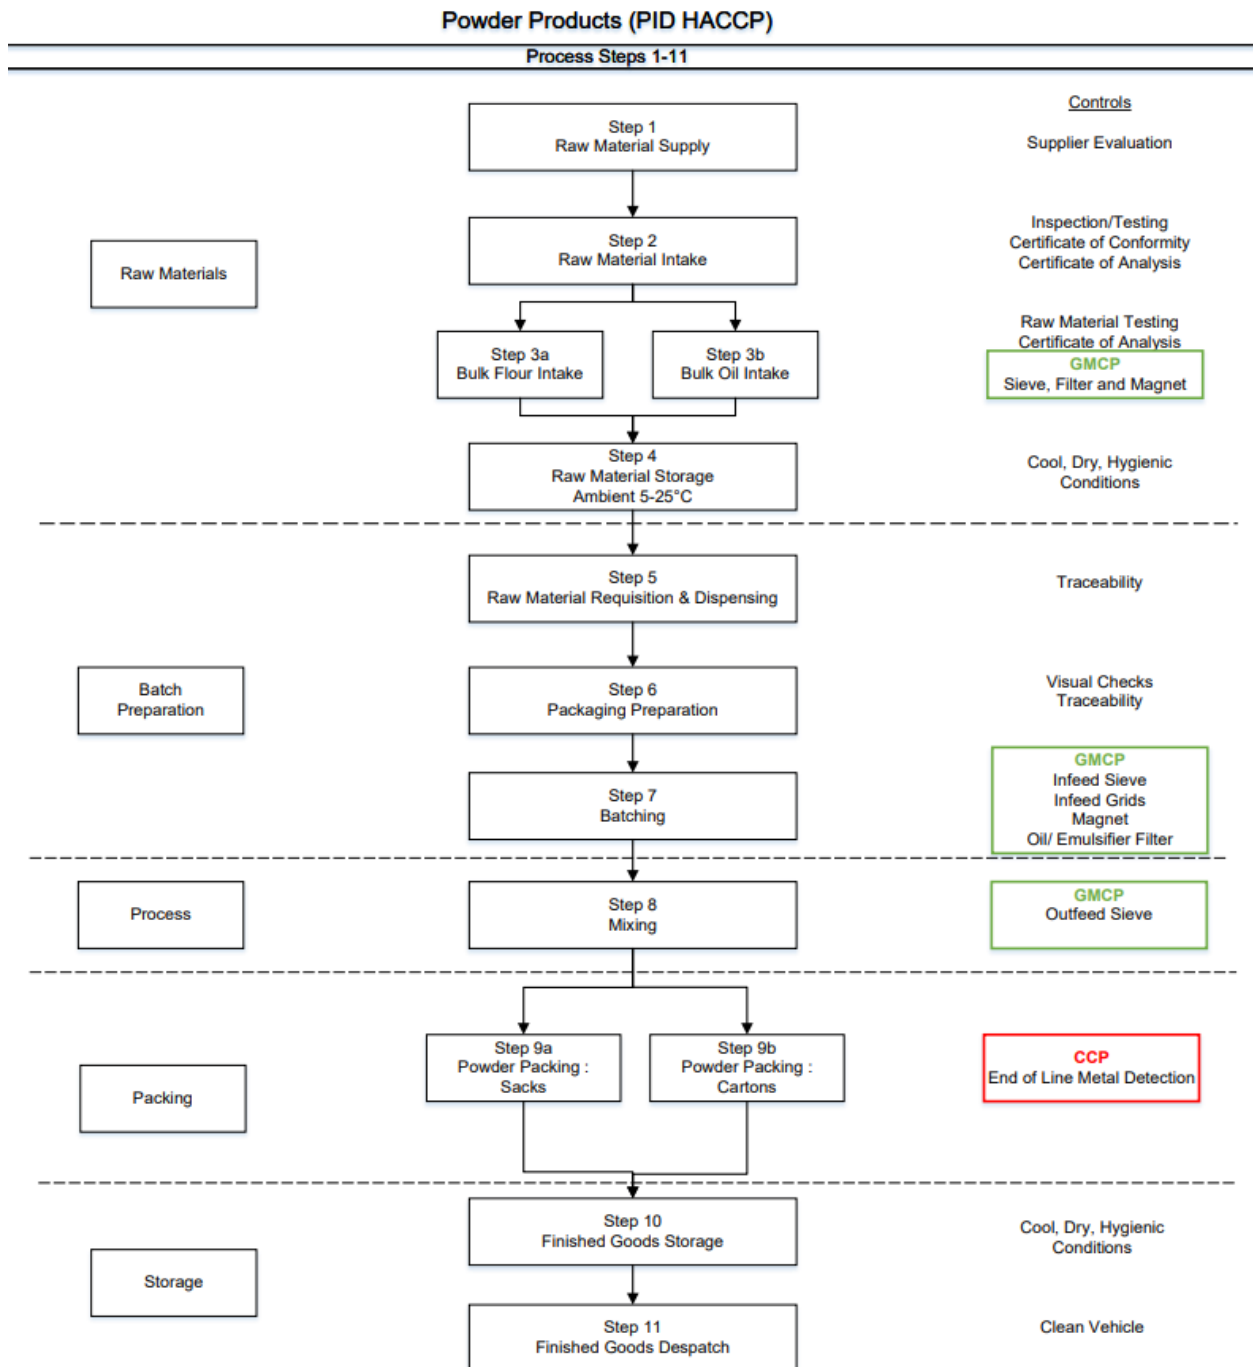 Powder Products (PID HACCP)
Process Steps 1-11
Controls
Step 1
Raw Material Supply
Supplier Evaluation
Raw Materials
Step 2
Raw Material Intake
Inspection/Testing
Certificate of Conformity
Certificate of Analysis
Step 3a
Bulk Flour Intake
Step 3b
Bulk Oil Intake
Raw Material Testing
Certificate of Analysis
GMCP
Sieve, Filter and Magnet
Step 4
Raw Material Storage
Ambient 5-25°C
Cool, Dry, Hygienic
Conditions
Step 5
Raw Material Requisition & Dispensing
Traceability
Batch
Preparation
Step 6
Packaging Preparation
Visual Checks
Traceability
Step 7
Batching
GMCP
Infeed Sieve
Infeed Grids
Magnet
Oil/ Emulsifier Filter
Process
Step 8
Mixing
GMCP
Outfeed Sieve
Packing
Step 9a
Powder Packing :
Sacks
Step 9b
Powder Packing :
Cartons
CCP
End of Line Metal Detection
Storage
Step 10
Finished Goods Storage
Cool, Dry, Hygienic
Conditions
Step 11
Finished Goods Despatch
Clean Vehicle